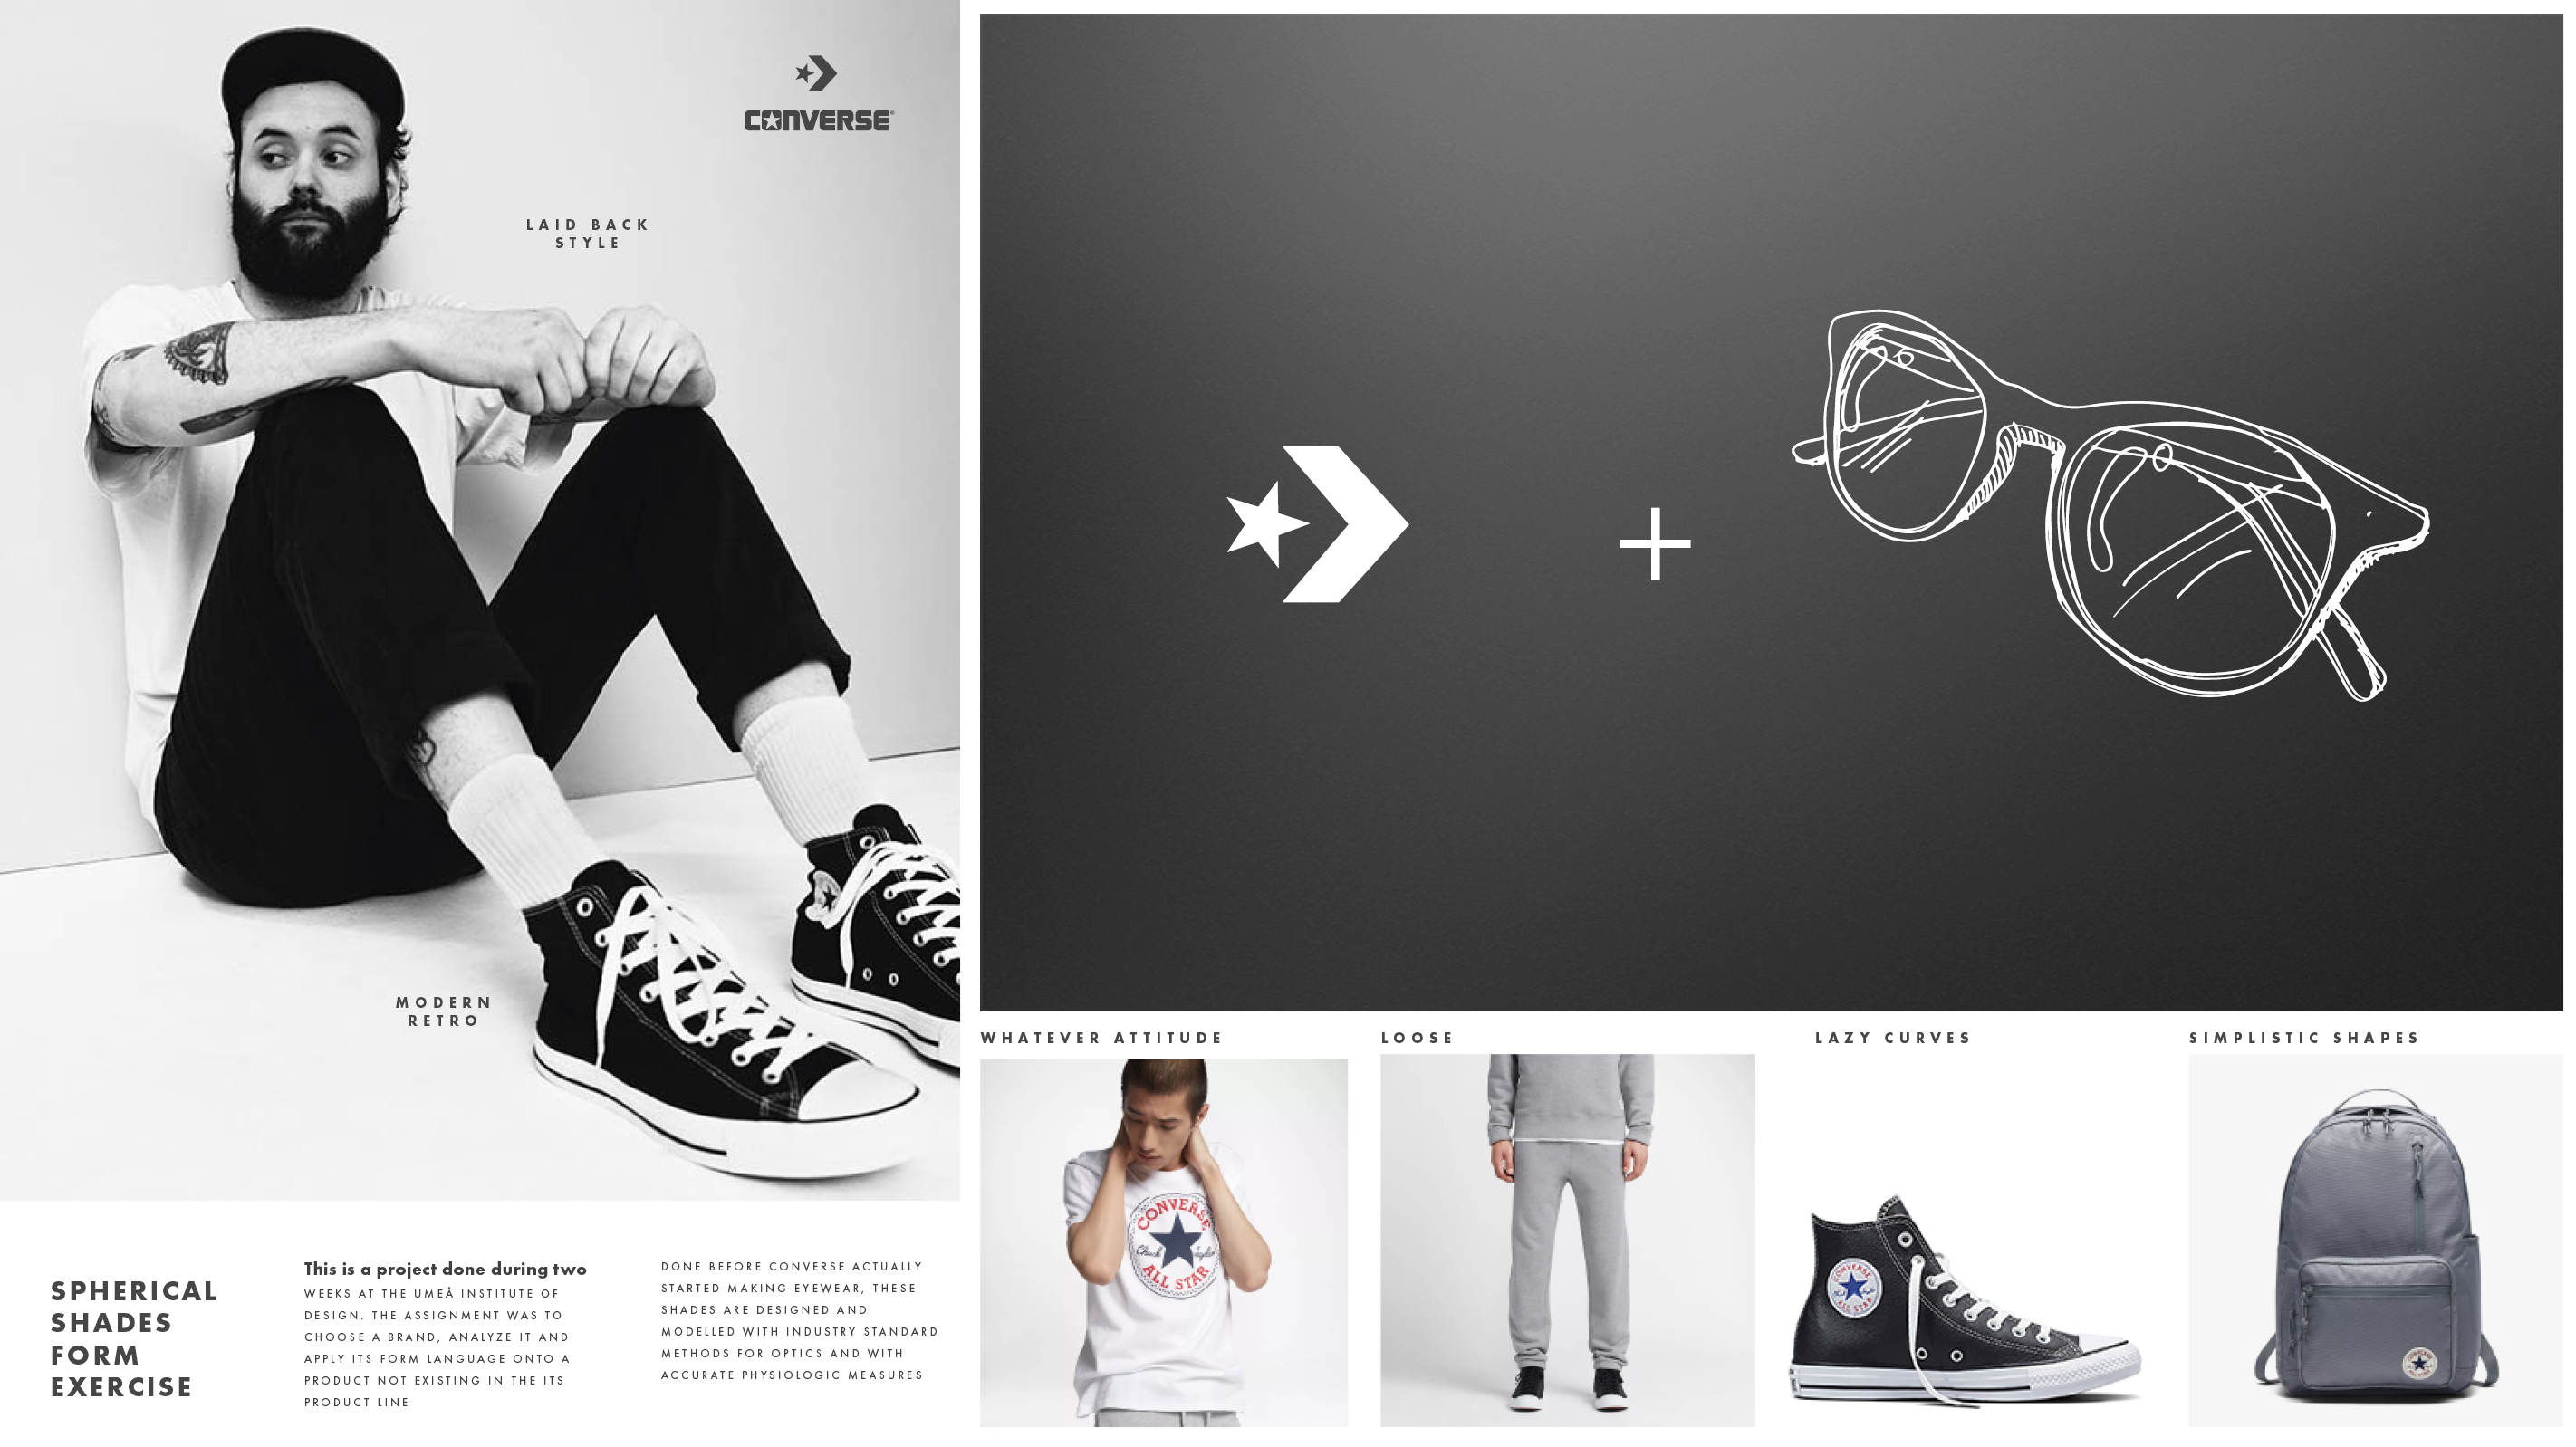 CONVERSE
LAID BACK
STYLE
MODERN
RETRO
SPHERICAL
SHADES
FORM
EXERCISE
This is a project done during two
WEEKS AT THE UMEÅ INSTITUTE OF
DESIGN. THE ASSIGNMENT WAS TO
CHOOSE A BRAND, ANALYZE IT AND
APPLY ITS FORM LANGUAGE ONTO A
PRODUCT NOT EXISTING IN THE ITS
PRODUCT LINE
DONE BEFORE CONVERSE ACTUALLY
STARTED MAKING EYEWEAR, THESE
SHADES ARE DESIGNED AND
MODELLED WITH INDUSTRY STANDARD
METHODS FOR OPTICS AND WITH
ACCURATE PHYSIOLOGIC MEASURES
+
WHATEVER ATTITUDE
LOOSE
LAZY CURVES
SIMPLISTIC SHAPES
CONVERSE
Chuck Taylor
ALL STAR
CONVERSE
ALL STAR
CONVERSE